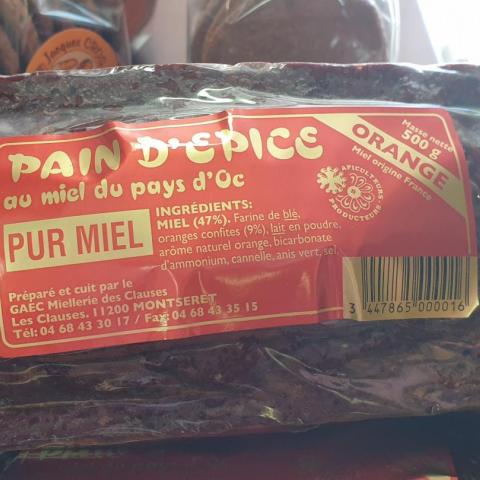 Jacques
PAIN D'EPICE
au miel du pays d'Oc
PUR MIEL
INGRÉDIENTS:
MIEL (47%). Farine de blé,
oranges confites (9%), lait en poudre,
arôme naturel orange, bicarbonate
d'ammonium, cannelle, anis vert, sel.
Préparé et cuit par le
GAEC Miellerie des Clauses
Les Clauses. 11200 MONTSERET
Tél: 04 68 43 30 17 / Fax: 04 68 43 35 15
Masse nette
500 g
ORANGE
Miel origine France
APICULTEURS
PRODUCTEURS
3 447865 000016